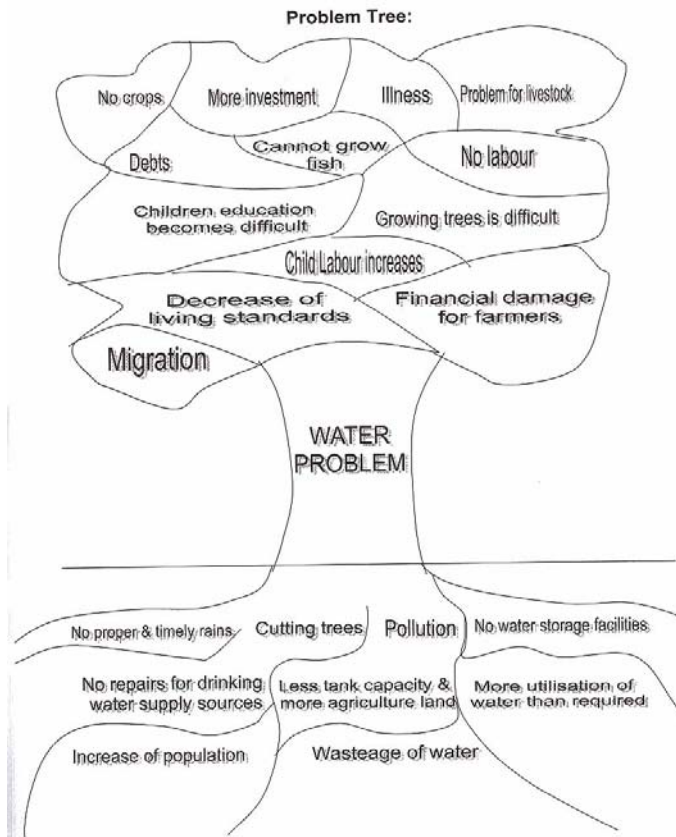 Problem Tree:
No crops
More investment
Illness
Problem for livestock
Debts
Cannot grow
fish
No labour
Children education
becomes difficult
Growing trees is difficult
Child Labour increases
Decrease of
living standards
Financial damage
for farmers
Migration
WATER
PROBLEM
No proper & timely rains
Cutting trees
Pollution
No water storage facilities
No repairs for drinking
water supply sources
Less tank capacity &
more agriculture land
More utilisation of
water than required
Increase of population
Wasteage of water